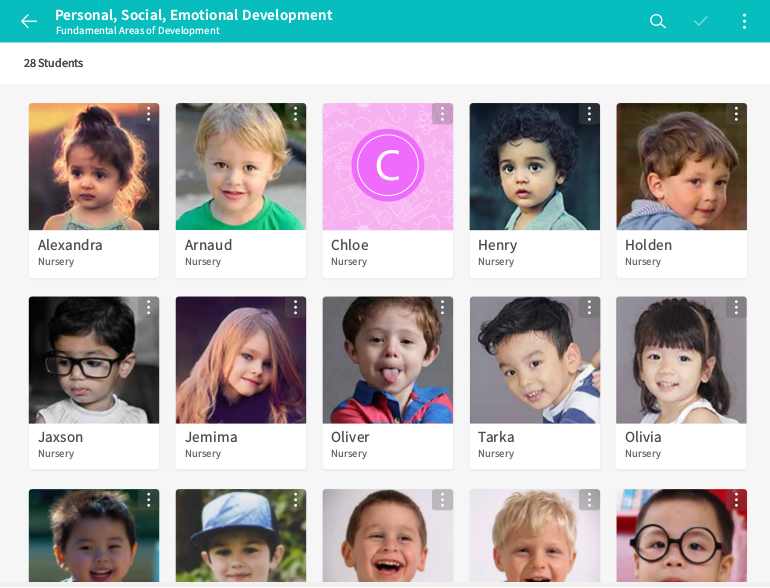 Personal, Social, Emotional Development
Fundamental Areas of Development
28 Students
C
Alexandra
Nursery
Arnaud
Nursery
Chloe
Nursery
Henry
Nursery
Holden
Nursery
Jaxson
Nursery
Jemima
Nursery
Oliver
Nursery
Tarka
Nursery
Olivia
Nursery